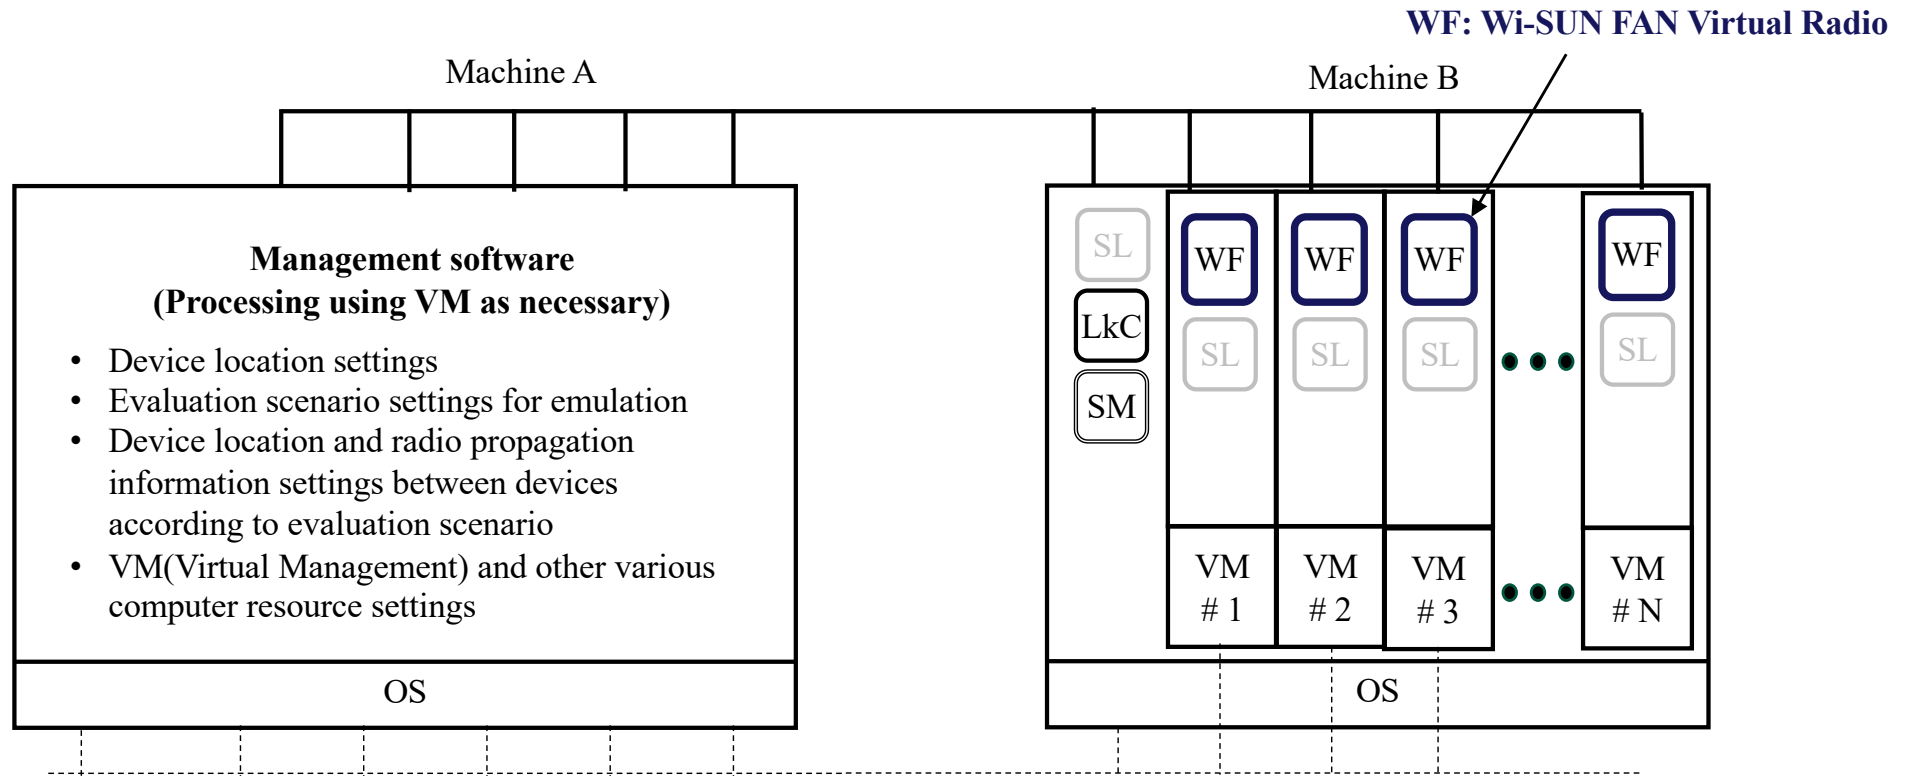 WF: Wi-SUN FAN Virtual Radio
Machine A
Machine B
Management software
(Processing using VM as necessary)
• Device location settings
• Evaluation scenario settings for emulation
• Device location and radio propagation
information settings between devices
according to evaluation scenario
• VM(Virtual Management) and other various
computer resource settings
OS
SL
LkC
SM
WF
SL
VM
# 1
WF
SL
VM
# 2
WF
SL
VM
# 3
WF
SL
VM
# N
OS